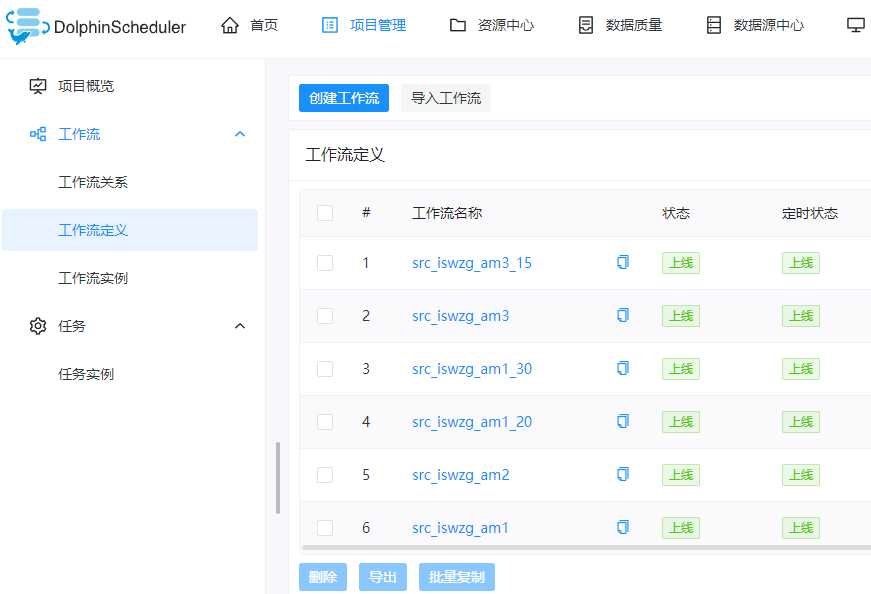 DolphinScheduler 首页 项目管理 资源中心 数据质量 数据源中心
项目概览
工作流
工作流关系
工作流定义
工作流实例
任务
任务实例
创建工作流 导入工作流
工作流定义
# 工作流名称 状态 定时状态
1 src_iswzg_am3_15 上线 上线
2 src_iswzg_am3 上线 上线
3 src_iswzg_am1_30 上线 上线
4 src_iswzg_am1_20 上线 上线
5 src_iswzg_am2 上线 上线
6 src_iswzg_am1 上线 上线
删除 导出 批量复制